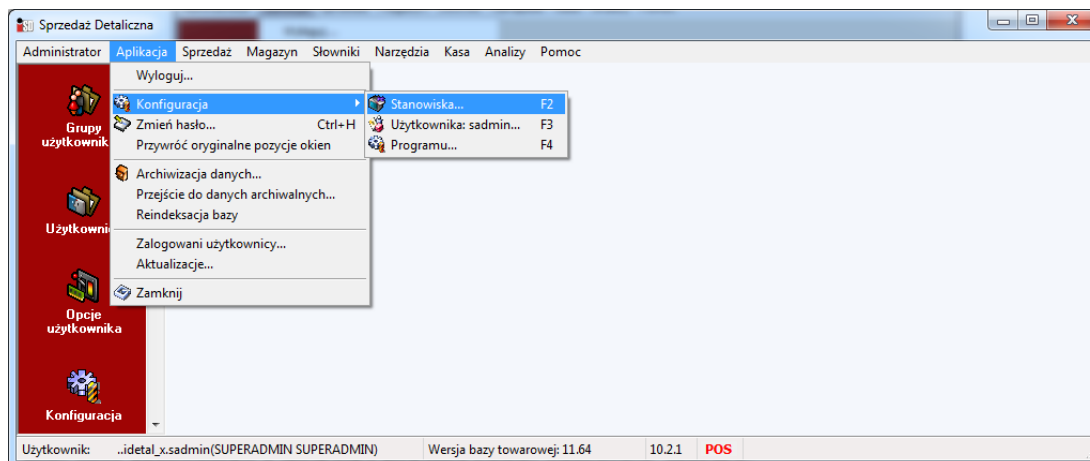 Sprzedaż Detaliczna
Administrator Aplikacja Sprzedaż Magazyn Słowniki Narzędzia Kasa Analizy Pomoc
Wyloguj...
Konfiguracja
Zmień hasło... Ctrl+H
Przywróć oryginalne pozycje okien
Archiwizacja danych...
Przejście do danych archiwalnych...
Reindeksacja bazy
Zalogowani użytkownicy...
Aktualizacje...
Zamknij
Stanowiska... F2
Użytkownika: sadmin... F3
Programu... F4
Grupy
użytkownik
Użytkowni
Opcje
użytkownika
Konfiguracja
Użytkownik: ..idetal_x.sadmin(SUPERADMIN SUPERADMIN) Wersja bazy towarowej: 11.64 10.2.1 POS